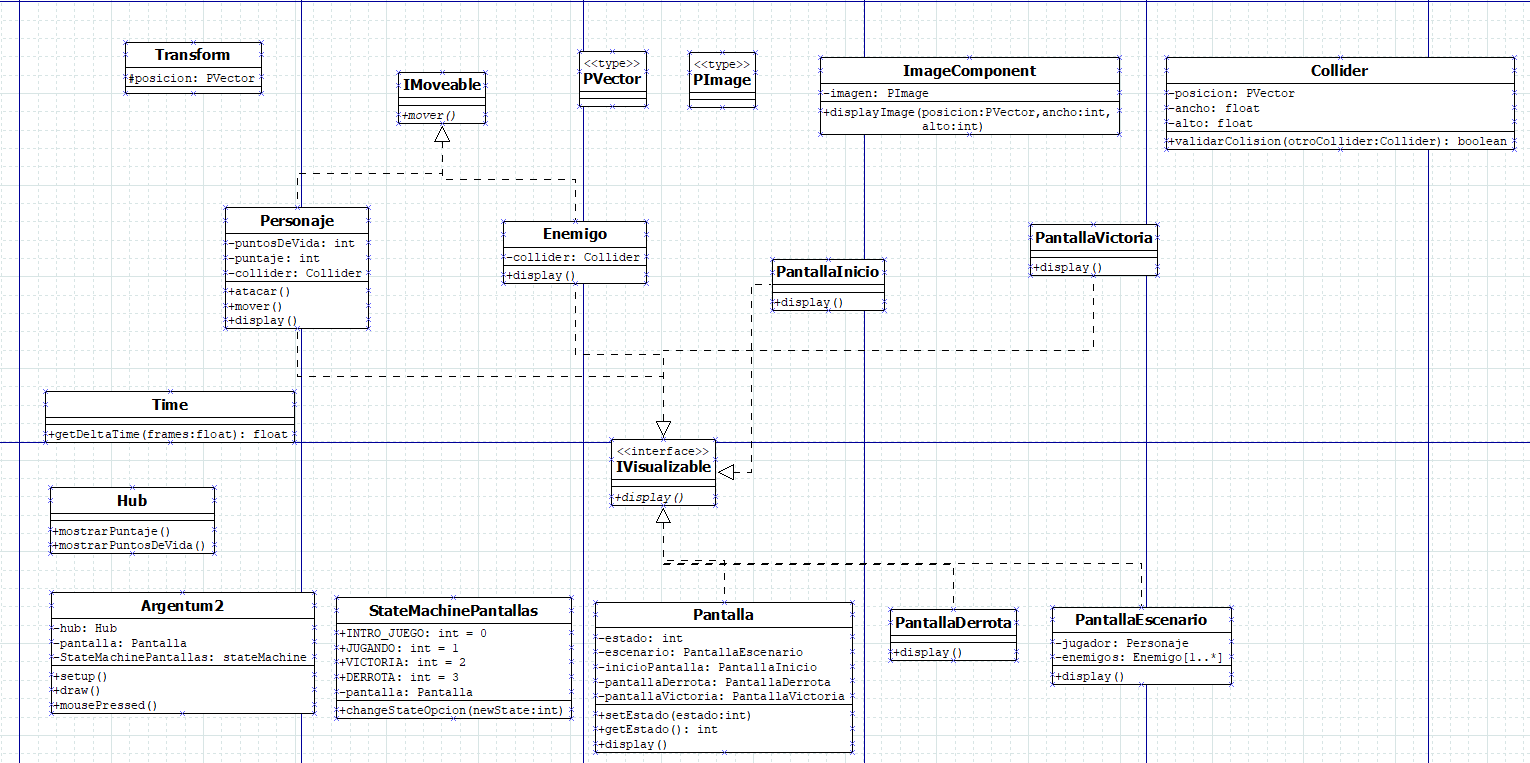 Transform
#posicion: PVector
IMoveable
+mover()
<<type>>
PVector
<<type>>
PImage
ImageComponent
-imagen: PImage
+displayImage(posicion:PVector,ancho:int,
alto:int)
Collider
-posicion: PVector
-ancho: float
-alto: float
+validarColision(otroCollider:Collider): boolean
Personaje
-puntosDeVida: int
-puntaje: int
-collider: Collider
+atacar()
+mover()
+display()
Enemigo
-collider: Collider
+display()
PantallaInicio
+display()
PantallaVictoria
+display()
Time
+getDeltaTime(frames:float): float
<<interface>>
IVisualizable
+display()
Hub
+mostrarPuntaje()
+mostrarPuntosDeVida()
Argentum2
-hub: Hub
-pantalla: Pantalla
-StateMachinePantallas: stateMachine
+setup()
+draw()
+mousePressed()
StateMachinePantallas
+INTRO_JUEGO: int = 0
+JUGANDO: int = 1
+VICTORIA: int = 2
+DERROTA: int = 3
-pantalla: Pantalla
+changeStateOpcion(newState:int)
Pantalla
-estado: int
-escenario: PantallaEscenario
-inicioPantalla: PantallaInicio
-pantallaDerrota: PantallaDerrota
-pantallaVictoria: PantallaVictoria
+setEstado(estado:int)
+getEstado(): int
+display()
PantallaDerrota
+display()
PantallaEscenario
-jugador: Personaje
-enemigos: Enemigo[1..*]
+display()